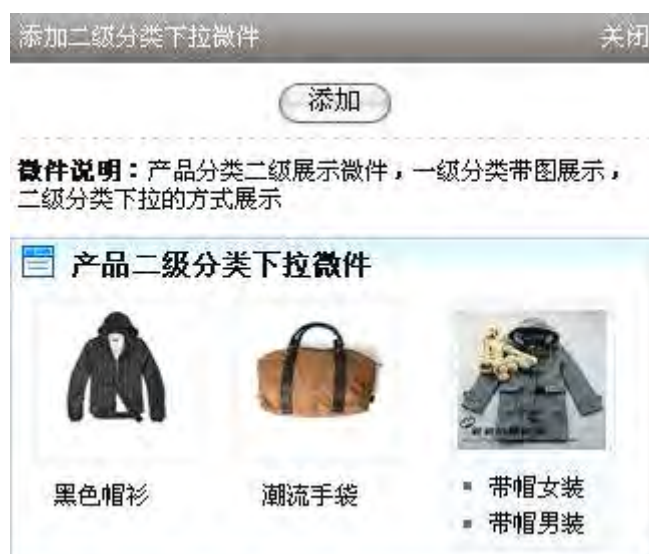 添加二级分类下拉微件 关闭
添加
微件说明：产品分类二级展示微件，一级分类带图展示，
二级分类下拉的方式展示
产品二级分类下拉微件
黑色帽衫 潮流手袋 ▪ 带帽女装
▪ 带帽男装